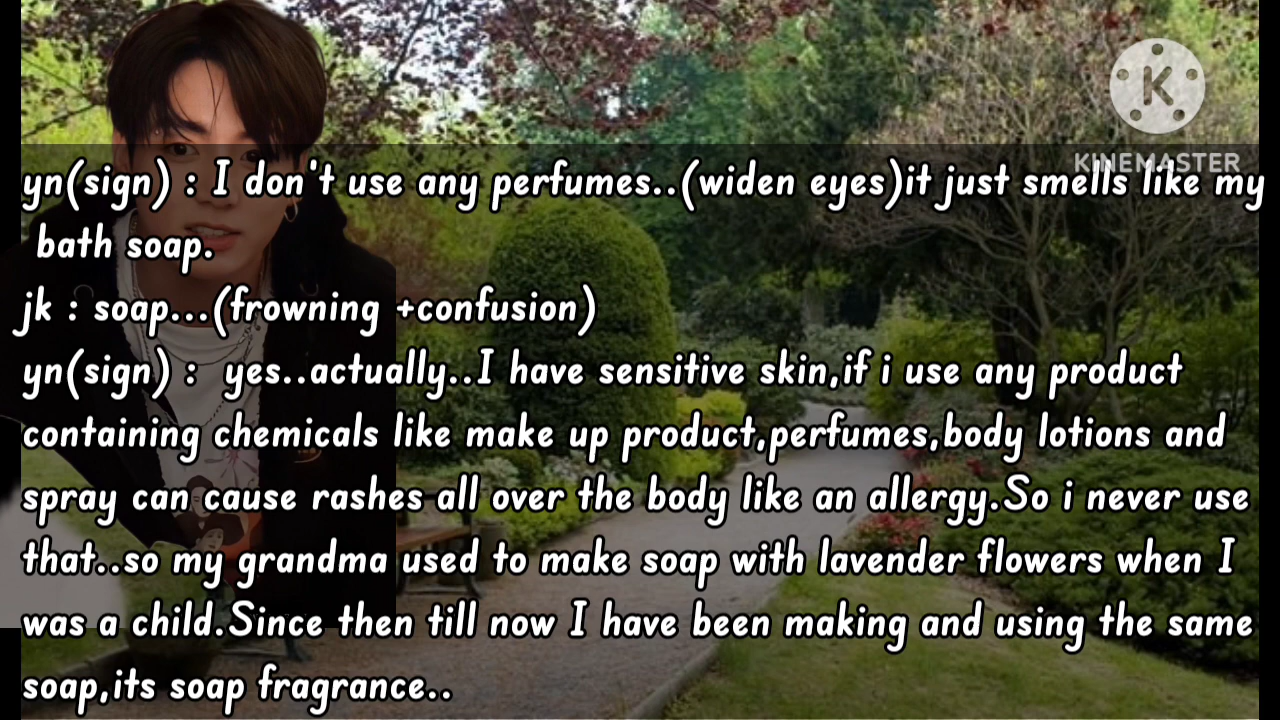 KINEMASTER
yn(sign) : I don't use any perfumes..(widen eyes)it just smells like my
bath soap.
jk : soap...(frowning +confusion)
yn(sign) :  yes..actually..I have sensitive skin,if i use any product
containing chemicals like make up product,perfumes,body lotions and
spray can cause rashes all over the body like an allergy.So i never use
that..so my grandma used to make soap with lavender flowers when I
was a child.Since then till now I have been making and using the same
soap,its soap fragrance..